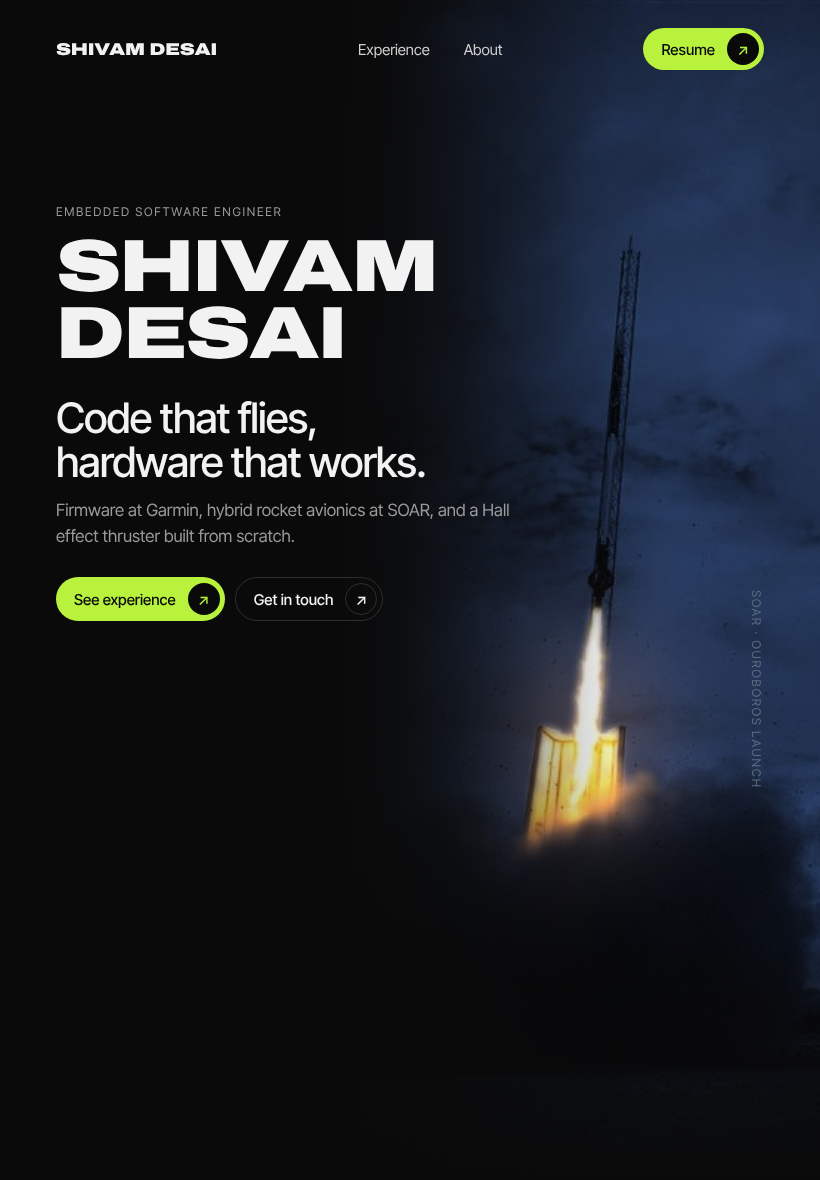 SHIVAM DESAI
Experience
About
Resume
EMBEDDED SOFTWARE ENGINEER
SHIVAM
DESAI
Code that flies,
hardware that works.
Firmware at Garmin, hybrid rocket avionics at SOAR, and a Hall
effect thruster built from scratch.
See experience
Get in touch
SOAR · OUROBOROS LAUNCH